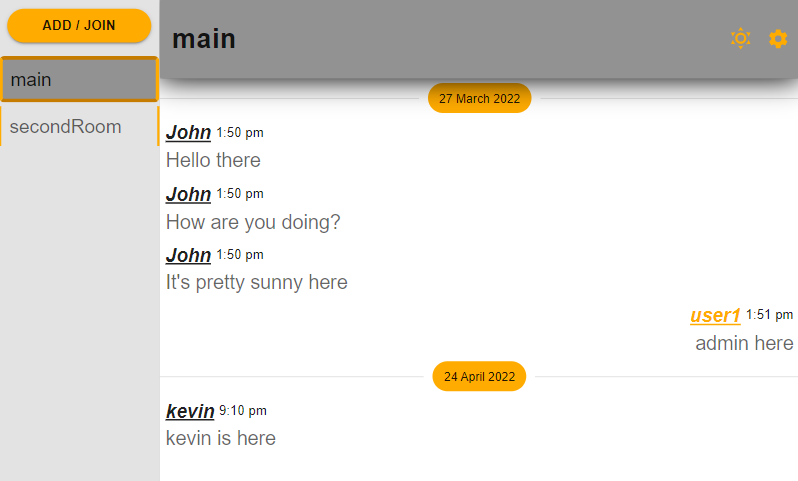 ADD / JOIN
main
secondRoom
main
27 March 2022
John 1:50 pm
Hello there
John 1:50 pm
How are you doing?
John 1:50 pm
It's pretty sunny here
user1 1:51 pm
admin here
24 April 2022
kevin 9:10 pm
kevin is here